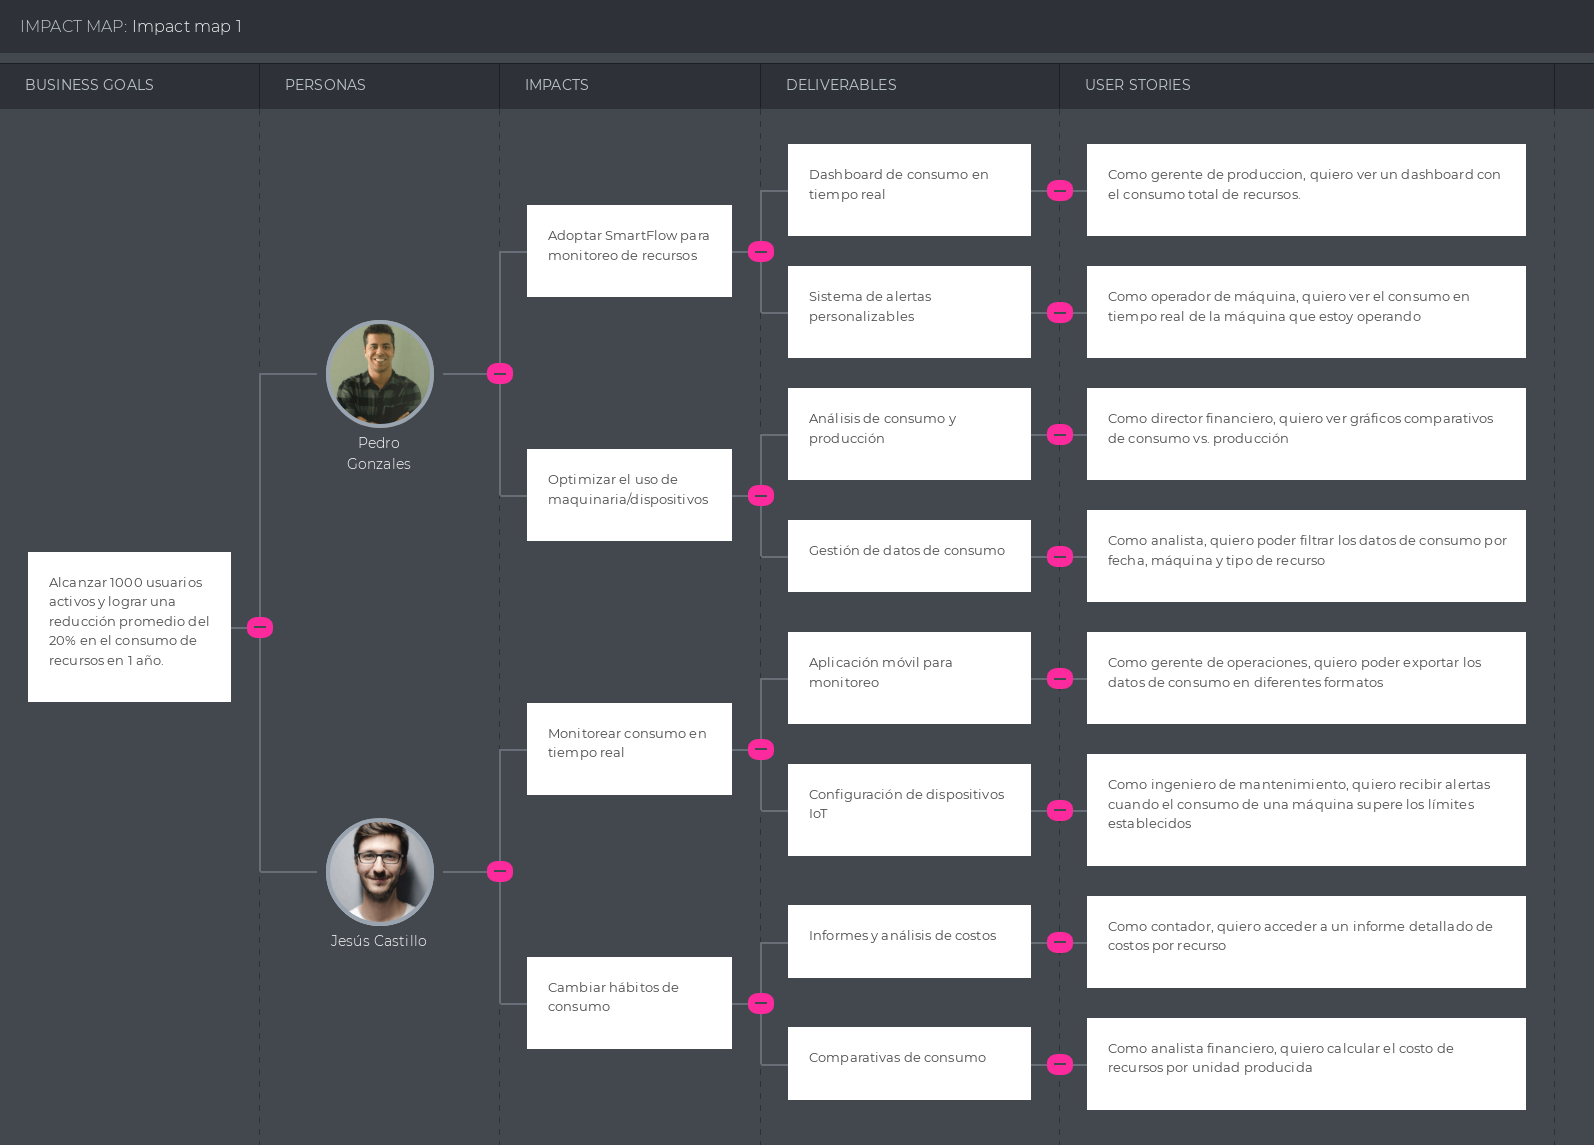 IMPACT MAP: Impact map 1
BUSINESS GOALS
PERSONAS
IMPACTS
DELIVERABLES
USER STORIES
Alcanzar 1000 usuarios
activos y lograr una
reducción promedio del
20% en el consumo de
recursos en 1 año.
Pedro
Gonzales
Adoptar SmartFlow para
monitoreo de recursos
Dashboard de consumo en
tiempo real
Como gerente de produccion, quiero ver un dashboard con
el consumo total de recursos.
Sistema de alertas
personalizables
Como operador de máquina, quiero ver el consumo en
tiempo real de la máquina que estoy operando
Optimizar el uso de
maquinaria/dispositivos
Análisis de consumo y
producción
Como director financiero, quiero ver gráficos comparativos
de consumo vs. producción
Gestión de datos de consumo
Como analista, quiero poder filtrar los datos de consumo por
fecha, máquina y tipo de recurso
Jesús Castillo
Monitorear consumo en
tiempo real
Aplicación móvil para
monitoreo
Como gerente de operaciones, quiero poder exportar los
datos de consumo en diferentes formatos
Configuración de dispositivos
IoT
Como ingeniero de mantenimiento, quiero recibir alertas
cuando el consumo de una máquina supere los límites
establecidos
Cambiar hábitos de
consumo
Informes y análisis de costos
Como contador, quiero acceder a un informe detallado de
costos por recurso
Comparativas de consumo
Como analista financiero, quiero calcular el costo de
recursos por unidad producida